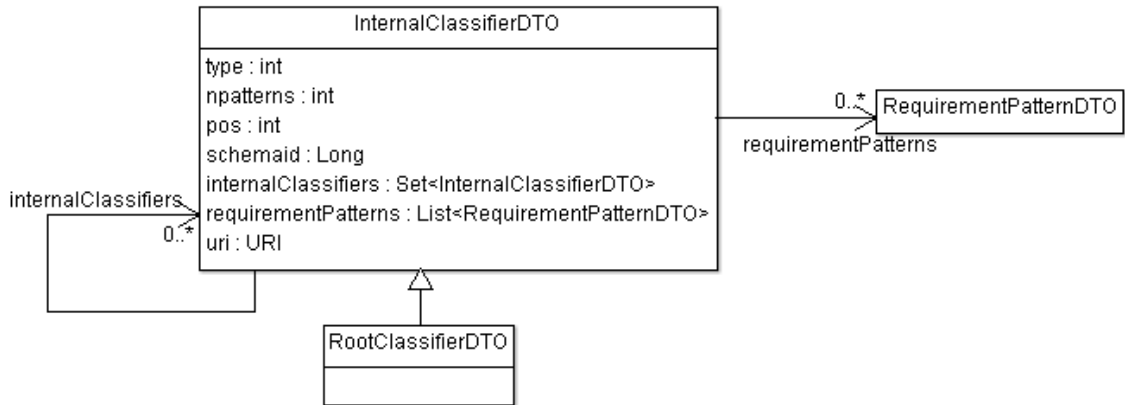 InternalClassifierDTO
type : int
npatterns : int
pos : int
schemaid : Long
internalClassifiers : Set<InternalClassifierDTO>
requirementPatterns : List<RequirementPatternDTO>
uri : URI
internalClassifiers
0..*
0..*
requirementPatterns
RequirementPatternDTO
RootClassifierDTO